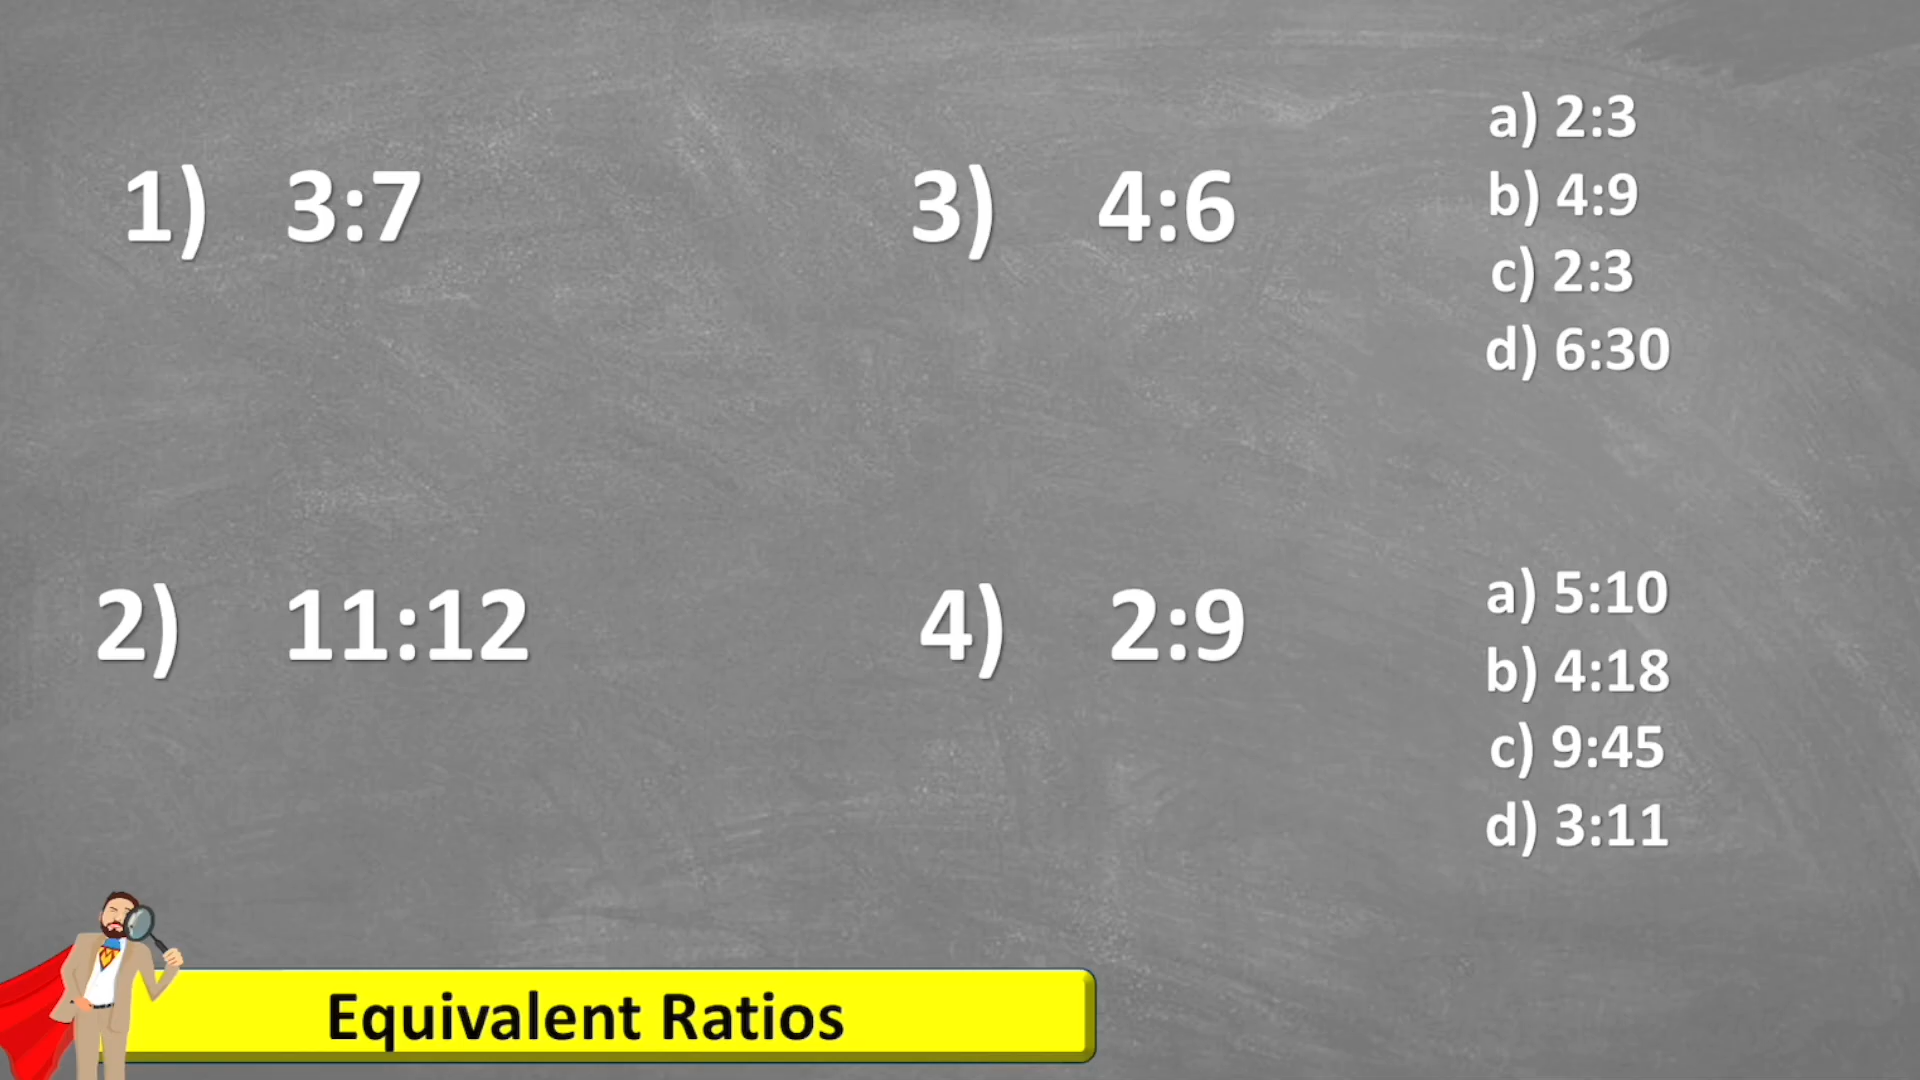 1) 3:7
2) 11:12
3) 4:6
a) 2:3
b) 4:9
c) 2:3
d) 6:30
4) 2:9
a) 5:10
b) 4:18
c) 9:45
d) 3:11
Equivalent Ratios